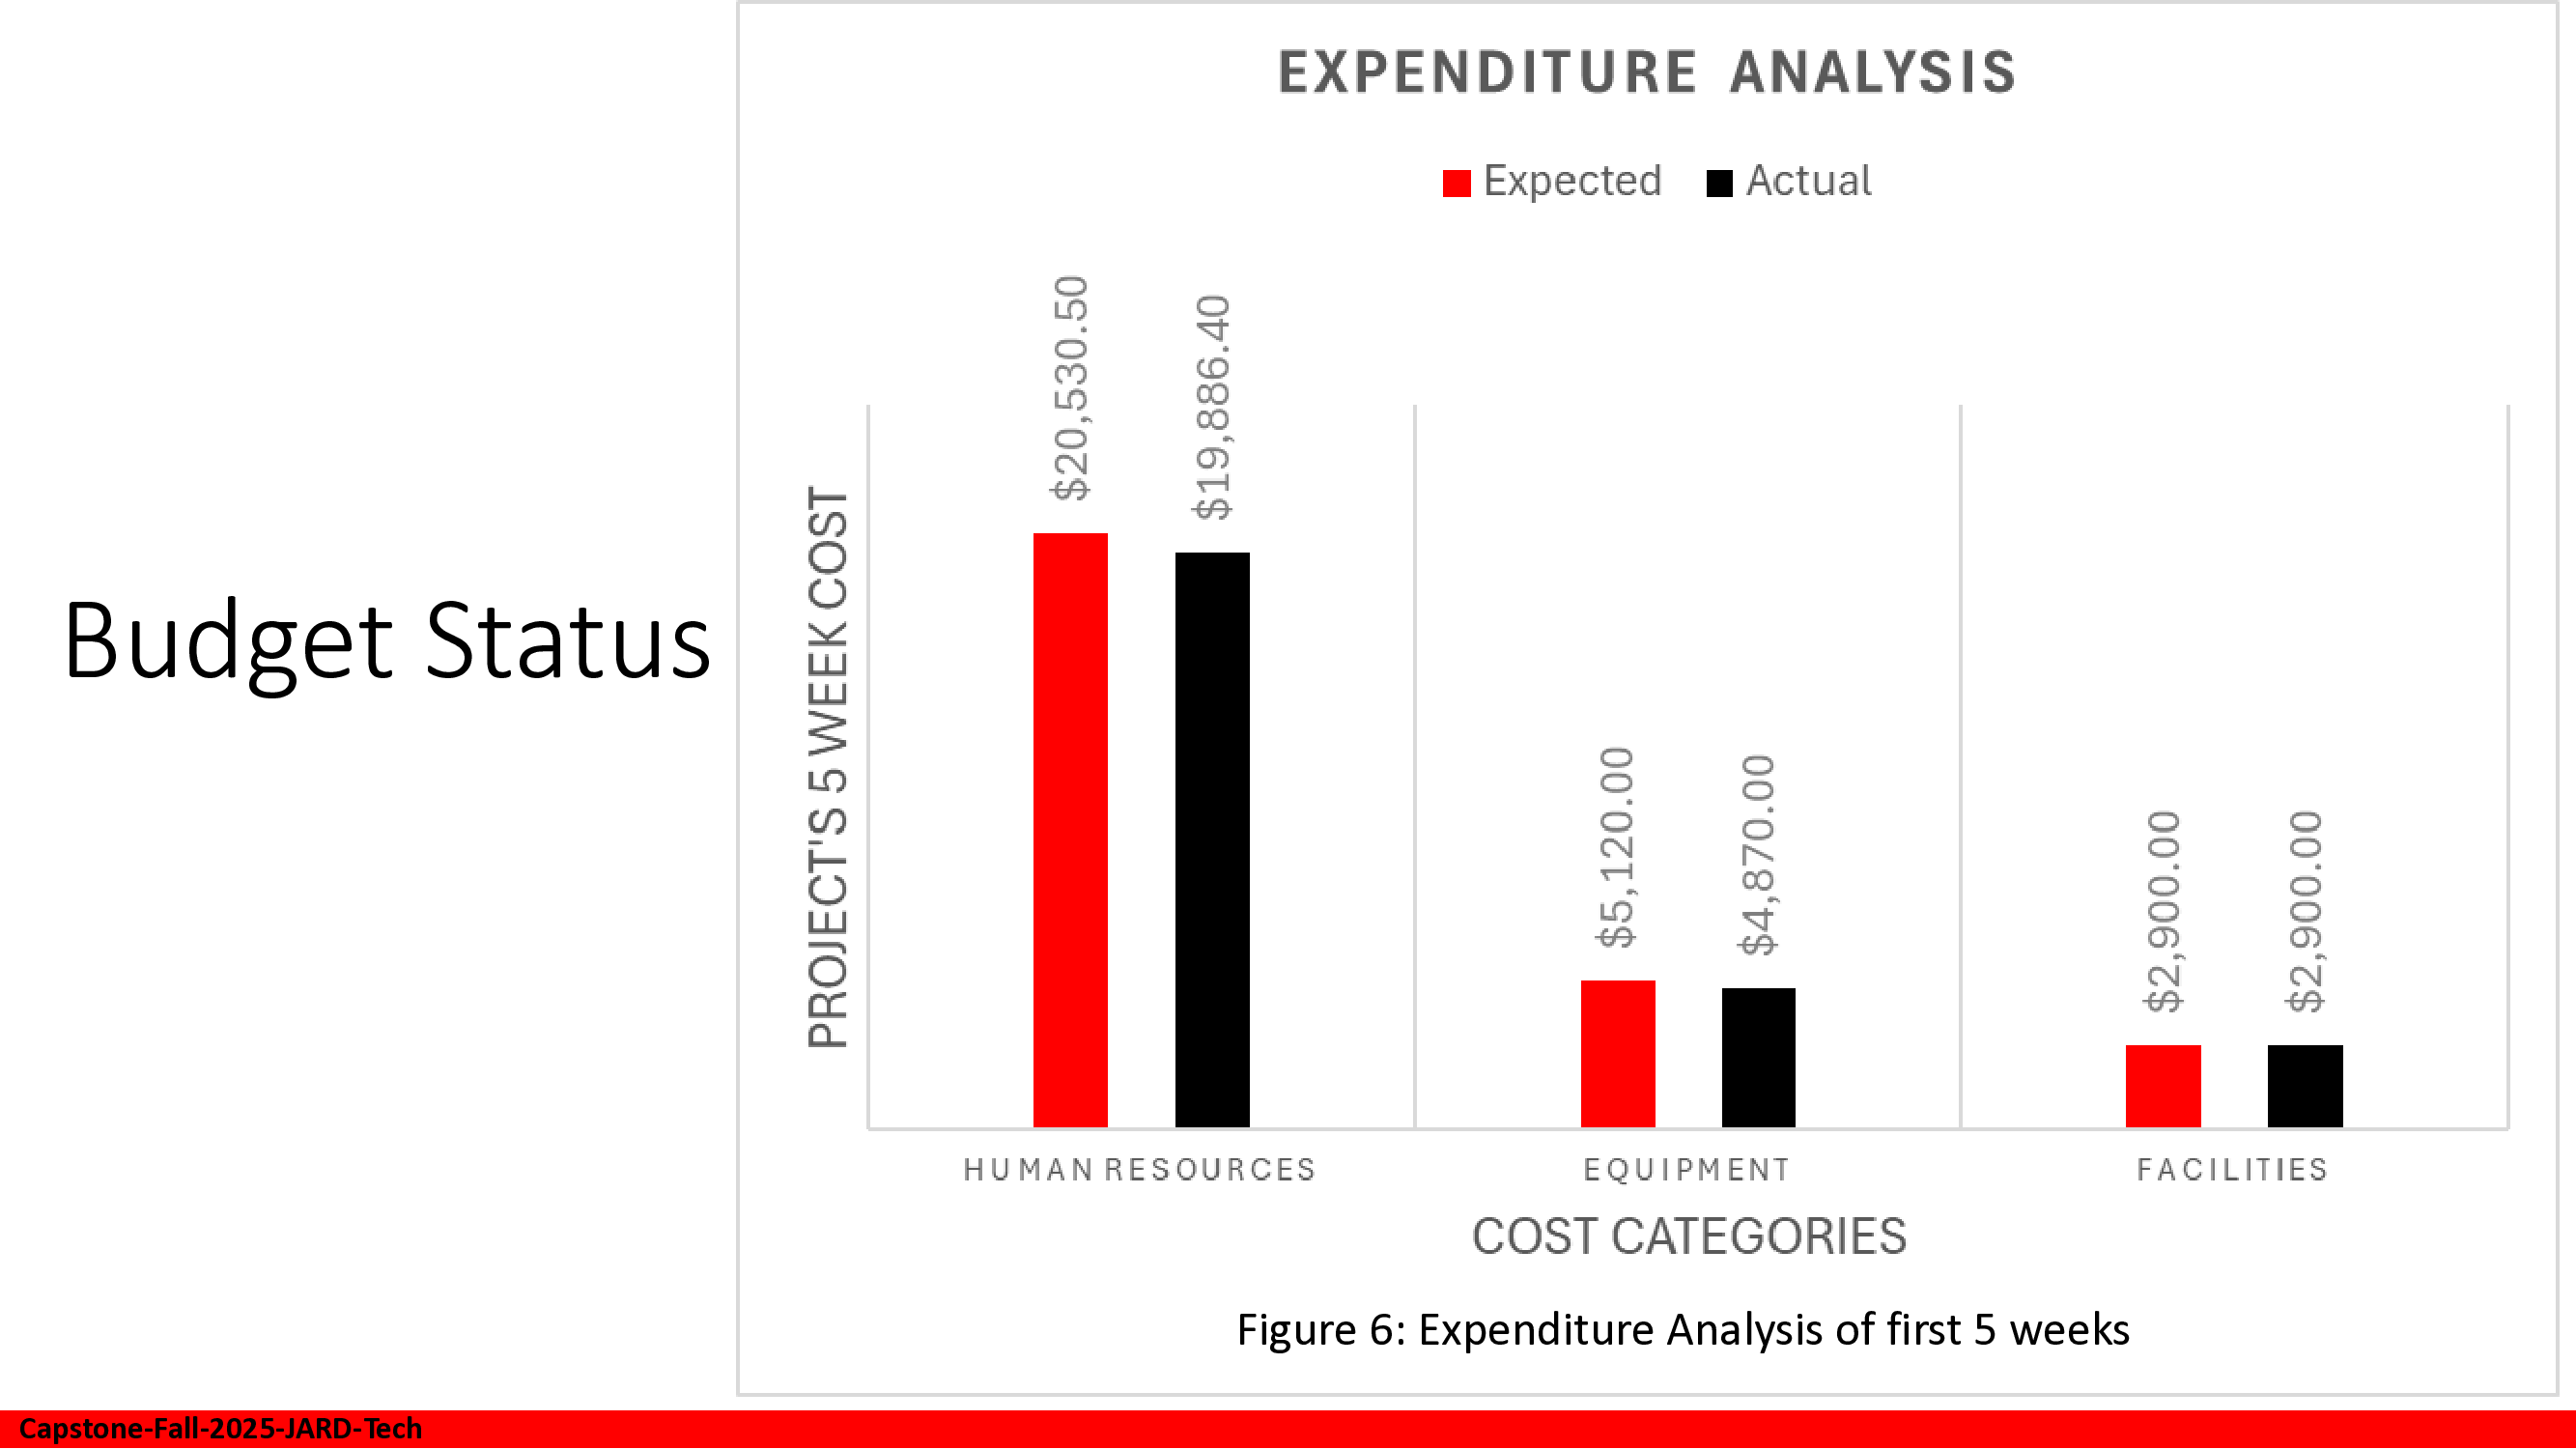 Budget Status
EXPENDITURE ANALYSIS
Expected Actual
$20,530.50
$19,886.40
$5,120.00
$4,870.00
$2,900.00
$2,900.00
PROJECT'S 5 WEEK COST
HUMAN RESOURCES EQUIPMENT FACILITIES
COST CATEGORIES
Figure 6: Expenditure Analysis of first 5 weeks
Capstone-Fall-2025-JARD-Tech